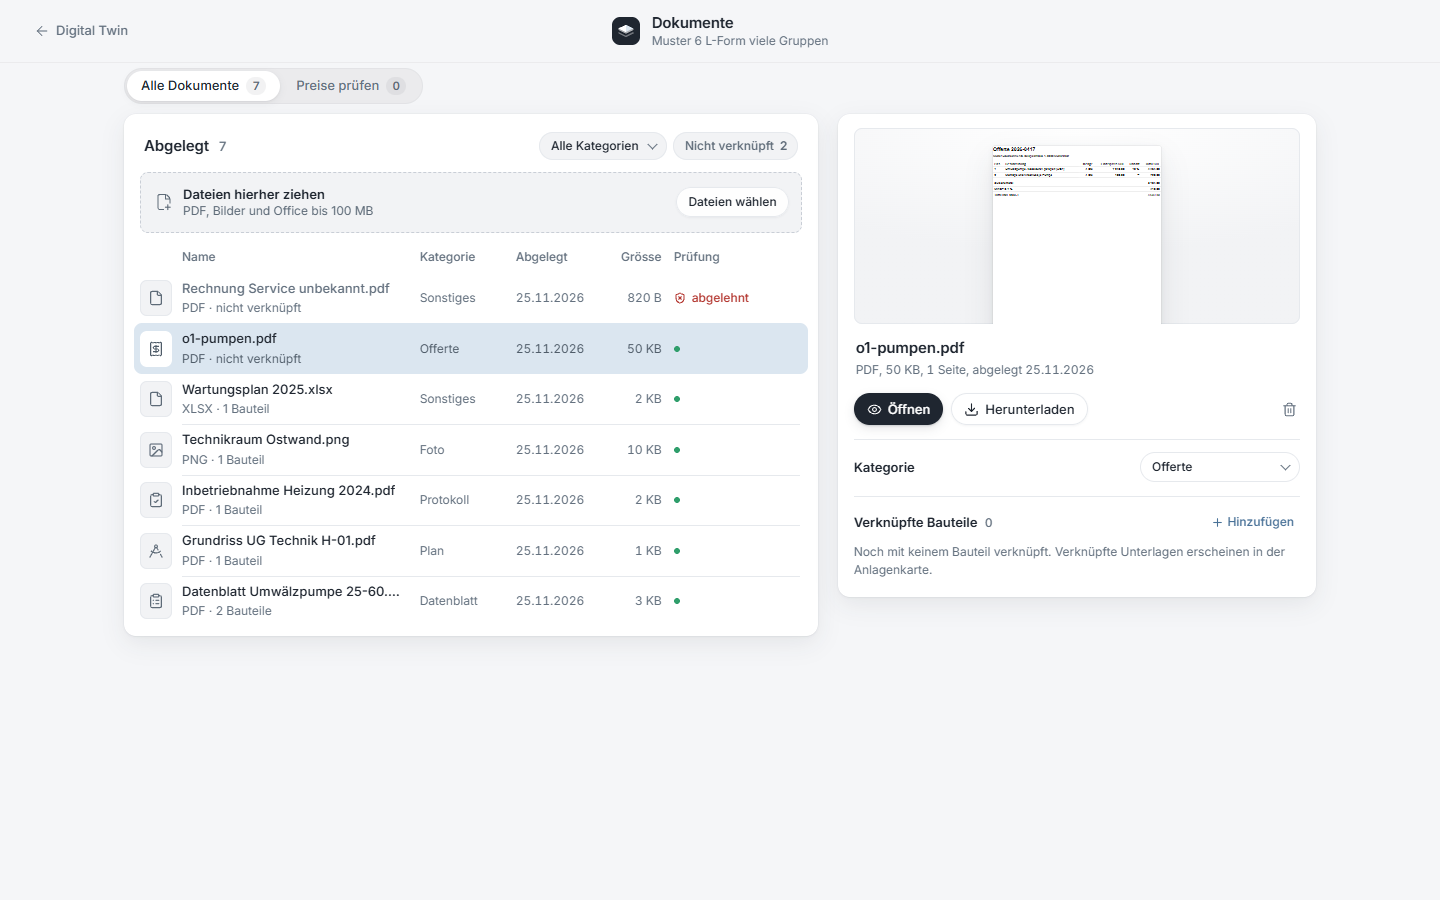 Digital Twin
Dokumente
Muster 6 L-Form viele Gruppen
Alle Dokumente 7
Preise prüfen 0
Abgelegt 7
Alle Kategorien
Nicht verknüpft 2
Dateien hierher ziehen
PDF, Bilder und Office bis 100 MB
Dateien wählen
Name Kategorie Abgelegt Grösse Prüfung
Rechnung Service unbekannt.pdf
PDF · nicht verknüpft
Sonstiges 25.11.2026 820 B abgelehnt
o1-pumpen.pdf
PDF · nicht verknüpft
Offerte 25.11.2026 50 KB
Wartungsplan 2025.xlsx
XLSX · 1 Bauteil
Sonstiges 25.11.2026 2 KB
Technikraum Ostwand.png
PNG · 1 Bauteil
Foto 25.11.2026 10 KB
Inbetriebnahme Heizung 2024.pdf
PDF · 1 Bauteil
Protokoll 25.11.2026 2 KB
Grundriss UG Technik H-01.pdf
PDF · 1 Bauteil
Plan 25.11.2026 1 KB
Datenblatt Umwälzpumpe 25-60....
PDF · 2 Bauteile
Datenblatt 25.11.2026 3 KB
Offerte 2026-0417
o1-pumpen.pdf
PDF, 50 KB, 1 Seite, abgelegt 25.11.2026
Öffnen
Herunterladen
Kategorie
Offerte
Verknüpfte Bauteile 0
Hinzufügen
Noch mit keinem Bauteil verknüpft. Verknüpfte Unterlagen erscheinen in der
Anlagenkarte.